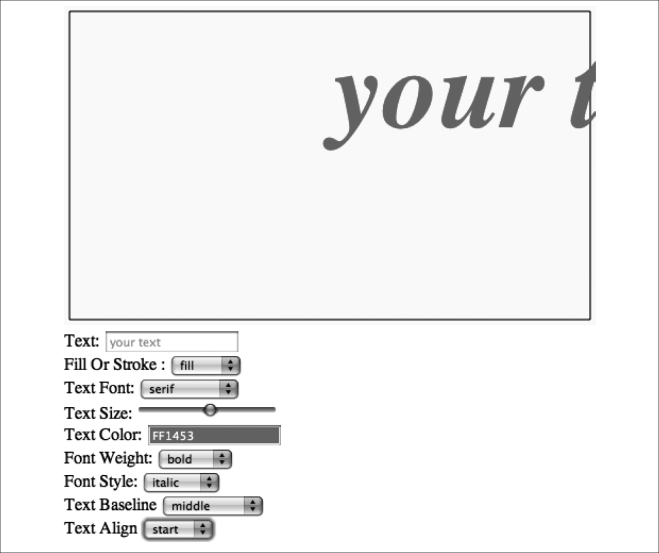 your t
Text: your text
Fill Or Stroke : fill
Text Font: serif
Text Size:
Text Color: FF1453
Font Weight: bold
Font Style: italic
Text Baseline middle
Text Align start